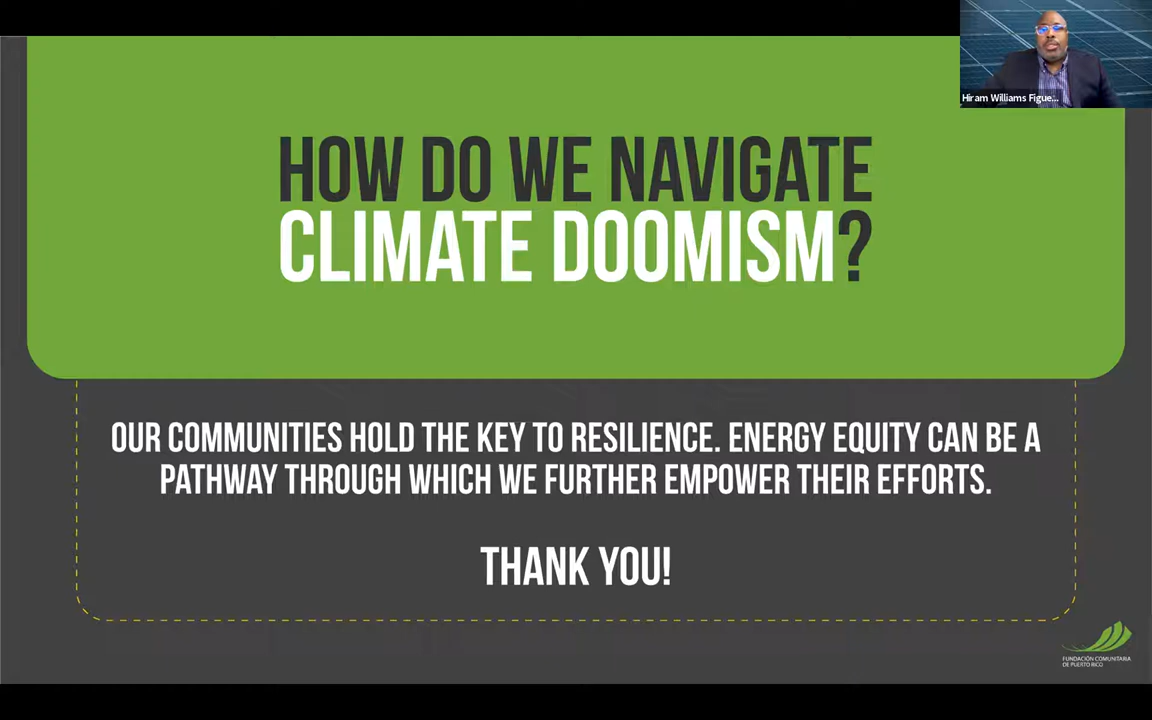 Hiram Williams Figue...
HOW DO WE NAVIGATE
CLIMATE DOOMISM?
OUR COMMUNITIES HOLD THE KEY TO RESILIENCE. ENERGY EQUITY CAN BE A
PATHWAY THROUGH WHICH WE FURTHER EMPOWER THEIR EFFORTS.
THANK YOU!
FUNDACIÓN COMUNITARIA
DE PUERTO RICO